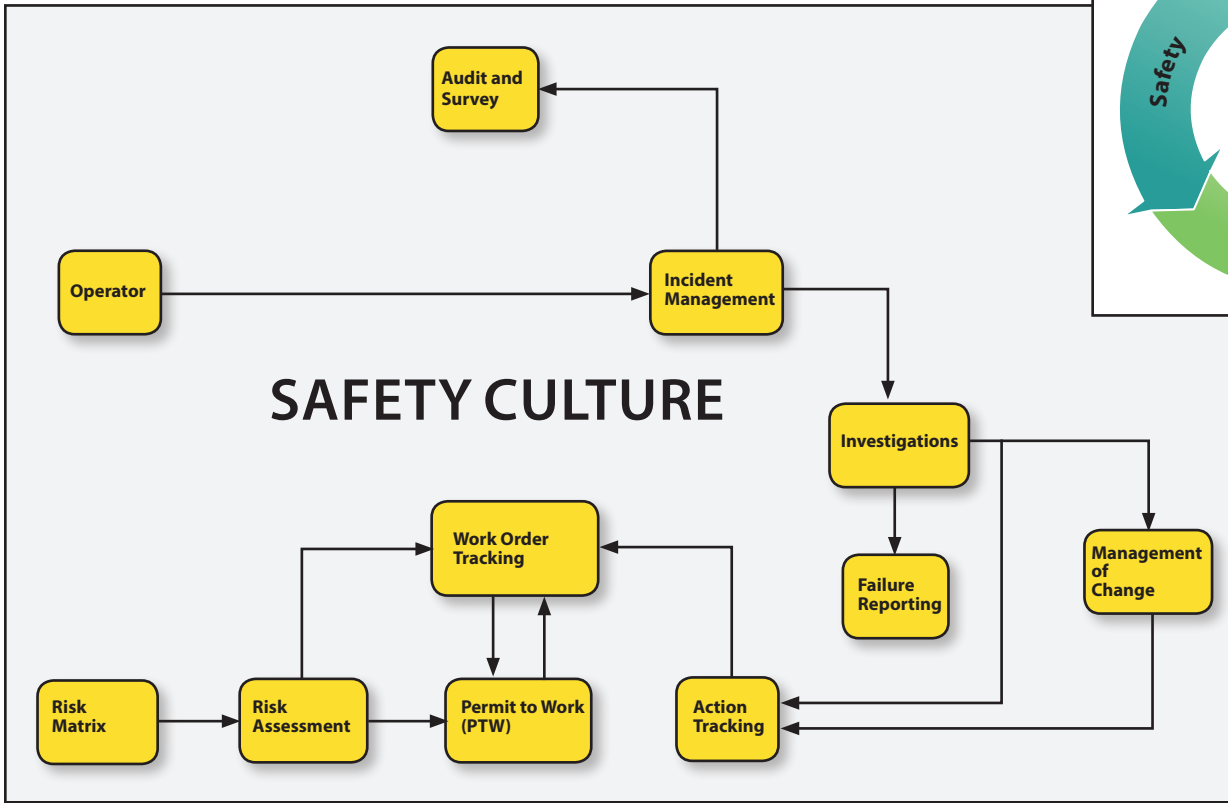 Safety
Audit and
Survey
Operator
Incident
Management
SAFETY CULTURE
Investigations
Work Order
Tracking
Failure
Reporting
Management
of
Change
Risk
Matrix
Risk
Assessment
Permit to Work
(PTW)
Action
Tracking